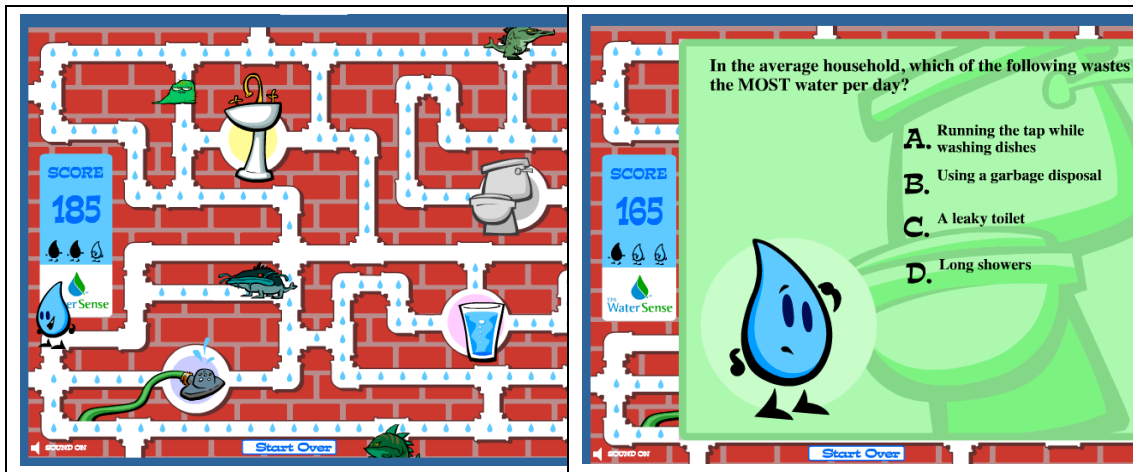 SCORE
185
erSense
SOUND ON
Start Over
In the average household, which of the following wastes
the MOST water per day?
A. Running the tap while
washing dishes
B. Using a garbage disposal
C. A leaky toilet
D. Long showers
SCORE
165
EPA
WaterSense
SOUND ON
Start Over